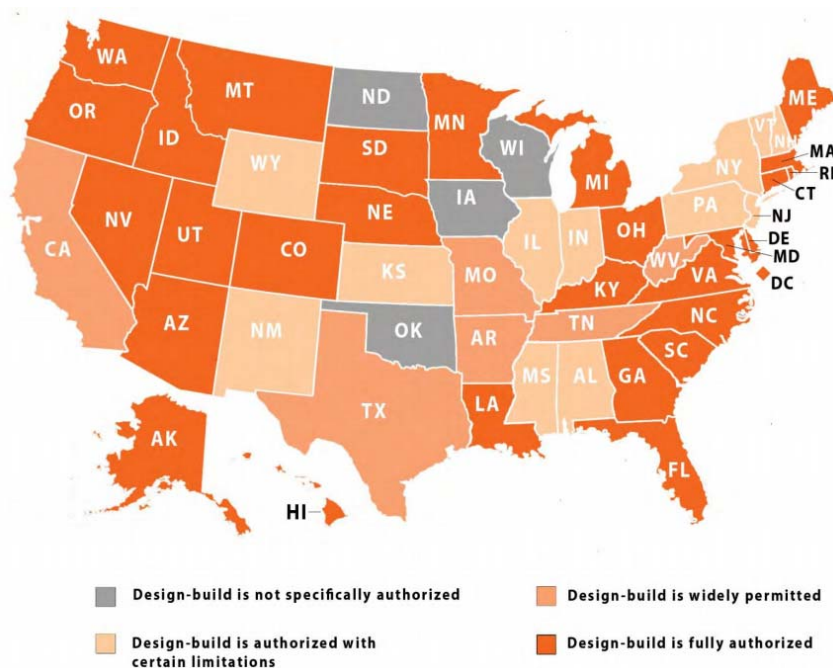 WA
MT
ND
MN
ME
OR
ID
SD
WI
VT
NH
MA
WY
MI
NY
RI
CT
NV
NE
IA
PA
NJ
UT
CO
IL
IN
OH
DE
MD
CA
KS
MO
WV
VA
DC
KY
AZ
NM
OK
AR
TN
NC
SC
TX
MS
AL
GA
LA
AK
FL
HI
Design-build is not specifically authorized
Design-build is authorized with
certain limitations
Design-build is widely permitted
Design-build is fully authorized